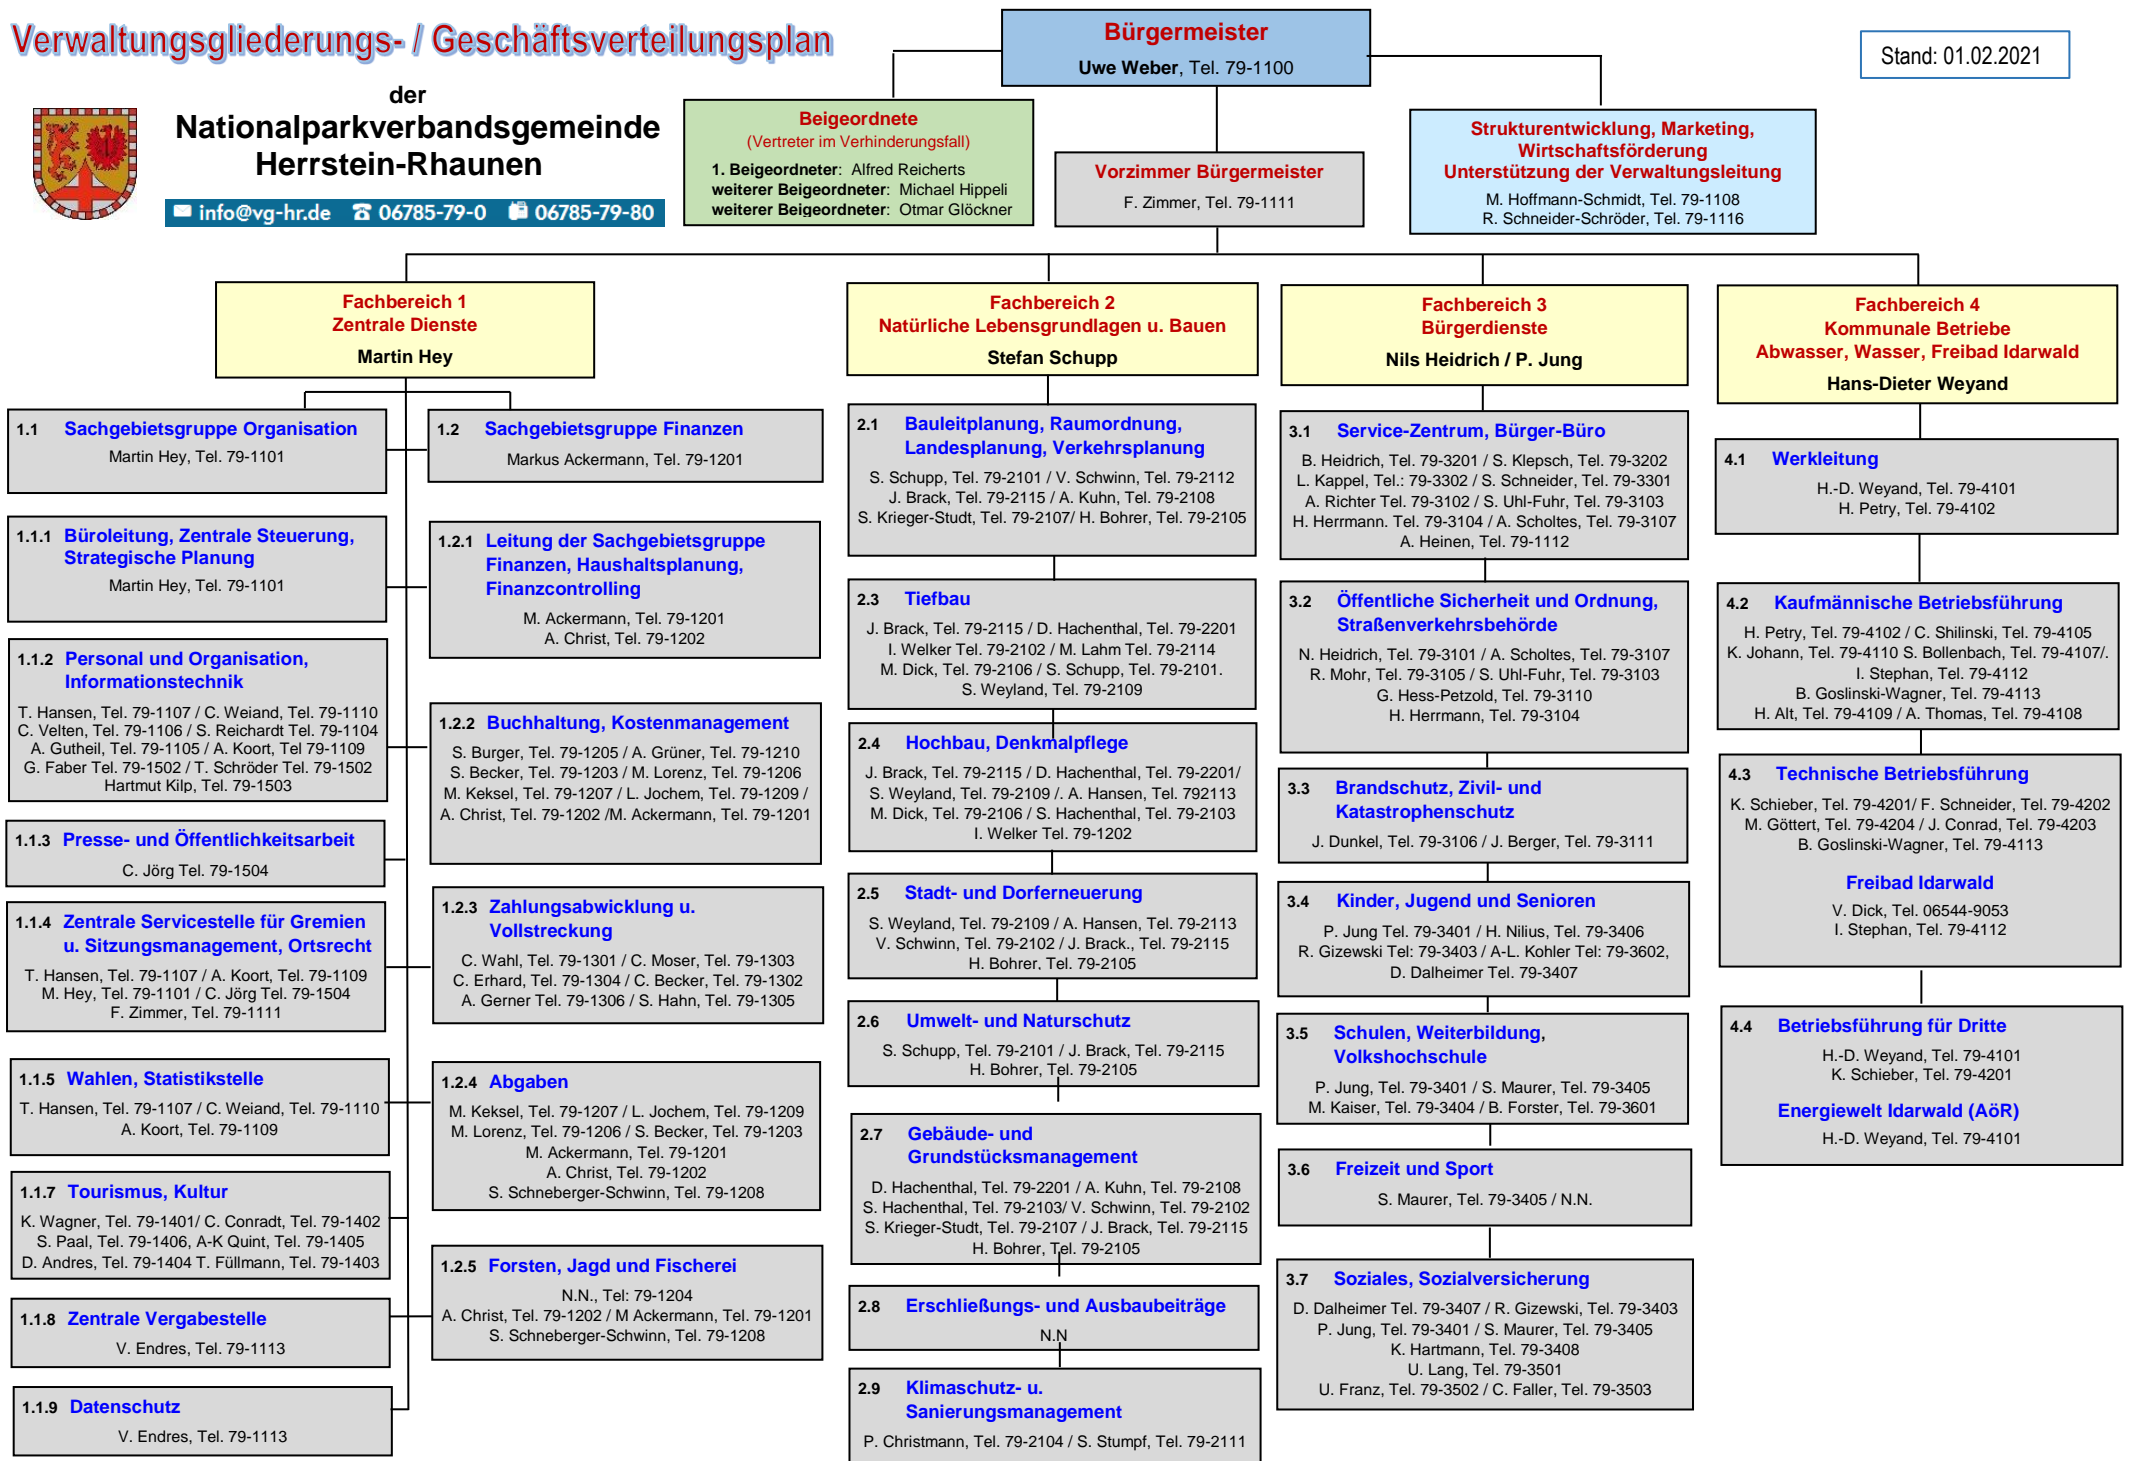 Verwaltungsgliederungs- / Geschäftsverteilungsplan
der
Nationalparkverbandsgemeinde
Herrstein-Rhaunen
info@vg-hr.de 06785-79-0 06785-79-80
Bürgermeister
Uwe Weber, Tel. 79-1100
Stand: 01.02.2021
Beigeordnete
(Vertreter im Verhinderungsfall)
1. Beigeordneter: Alfred Reicherts
weiterer Beigeordneter: Michael Hippeli
weiterer Beigeordneter: Otmar Glöckner
Vorzimmer Bürgermeister
F. Zimmer, Tel. 79-1111
Strukturentwicklung, Marketing,
Wirtschaftsförderung
Unterstützung der Verwaltungsleitung
M. Hoffmann-Schmidt, Tel. 79-1108
R. Schneider-Schröder, Tel. 79-1116
Fachbereich 1
Zentrale Dienste
Martin Hey
1.1 Sachgebietsgruppe Organisation
Martin Hey, Tel. 79-1101
1.1.1 Büroleitung, Zentrale Steuerung,
Strategische Planung
Martin Hey, Tel. 79-1101
1.1.2 Personal und Organisation,
Informationstechnik
T. Hansen, Tel. 79-1107 / C. Weiand, Tel. 79-1110
C. Velten, Tel. 79-1106 / S. Reichardt Tel. 79-1104
A. Gutheil, Tel. 79-1105 / A. Koort, Tel 79-1109
G. Faber Tel. 79-1502 / T. Schröder Tel. 79-1502
Hartmut Kilp, Tel. 79-1503
1.1.3 Presse- und Öffentlichkeitsarbeit
C. Jörg Tel. 79-1504
1.1.4 Zentrale Servicestelle für Gremien
u. Sitzungsmanagement, Ortsrecht
T. Hansen, Tel. 79-1107 / A. Koort, Tel. 79-1109
M. Hey, Tel. 79-1101 / C. Jörg Tel. 79-1504
F. Zimmer, Tel. 79-1111
1.1.5 Wahlen, Statistikstelle
T. Hansen, Tel. 79-1107 / C. Weiand, Tel. 79-1110
A. Koort, Tel. 79-1109
1.1.7 Tourismus, Kultur
K. Wagner, Tel. 79-1401/ C. Conradt, Tel. 79-1402
S. Paal, Tel. 79-1406, A-K Quint, Tel. 79-1405
D. Andres, Tel. 79-1404 T. Füllmann, Tel. 79-1403
1.1.8 Zentrale Vergabestelle
V. Endres, Tel. 79-1113
1.1.9 Datenschutz
V. Endres, Tel. 79-1113
1.2 Sachgebietsgruppe Finanzen
Markus Ackermann, Tel. 79-1201
1.2.1 Leitung der Sachgebietsgruppe
Finanzen, Haushaltsplanung,
Finanzcontrolling
M. Ackermann, Tel. 79-1201
A. Christ, Tel. 79-1202
1.2.2 Buchhaltung, Kostenmanagement
S. Burger, Tel. 79-1205 / A. Grüner, Tel. 79-1210
S. Becker, Tel. 79-1203 / M. Lorenz, Tel. 79-1206
M. Keksel, Tel. 79-1207 / L. Jochem, Tel. 79-1209 /
A. Christ, Tel. 79-1202 /M. Ackermann, Tel. 79-1201
1.2.3 Zahlungsabwicklung u.
Vollstreckung
C. Wahl, Tel. 79-1301 / C. Moser, Tel. 79-1303
C. Erhard, Tel. 79-1304 / C. Becker, Tel. 79-1302
A. Gerner Tel. 79-1306 / S. Hahn, Tel. 79-1305
1.2.4 Abgaben
M. Keksel, Tel. 79-1207 / L. Jochem, Tel. 79-1209
M. Lorenz, Tel. 79-1206 / S. Becker, Tel. 79-1203
M. Ackermann, Tel. 79-1201
A. Christ, Tel. 79-1202
S. Schneberger-Schwinn, Tel. 79-1208
1.2.5 Forsten, Jagd und Fischerei
N.N., Tel: 79-1204
A. Christ, Tel. 79-1202 / M Ackermann, Tel. 79-1201
S. Schneberger-Schwinn, Tel. 79-1208
Fachbereich 2
Natürliche Lebensgrundlagen u. Bauen
Stefan Schupp
2.1 Bauleitplanung, Raumordnung,
Landesplanung, Verkehrsplanung
S. Schupp, Tel. 79-2101 / V. Schwinn, Tel. 79-2112
J. Brack, Tel. 79-2115 / A. Kuhn, Tel. 79-2108
S. Krieger-Studt, Tel. 79-2107/ H. Bohrer, Tel. 79-2105
2.3 Tiefbau
J. Brack, Tel. 79-2115 / D. Hachenthal, Tel. 79-2201
I. Welker Tel. 79-2102 / M. Lahm Tel. 79-2114
M. Dick, Tel. 79-2106 / S. Schupp, Tel. 79-2101.
S. Weyland, Tel. 79-2109
2.4 Hochbau, Denkmalpflege
J. Brack, Tel. 79-2115 / D. Hachenthal, Tel. 79-2201/
S. Weyland, Tel. 79-2109 /. A. Hansen, Tel. 792113
M. Dick, Tel. 79-2106 / S. Hachenthal, Tel. 79-2103
I. Welker Tel. 79-1202
2.5 Stadt- und Dorferneuerung
S. Weyland, Tel. 79-2109 / A. Hansen, Tel. 79-2113
V. Schwinn, Tel. 79-2102 / J. Brack., Tel. 79-2115
H. Bohrer, Tel. 79-2105
2.6 Umwelt- und Naturschutz
S. Schupp, Tel. 79-2101 / J. Brack, Tel. 79-2115
H. Bohrer, Tel. 79-2105
2.7 Gebäude- und
Grundstücksmanagement
D. Hachenthal, Tel. 79-2201 / A. Kuhn, Tel. 79-2108
S. Hachenthal, Tel. 79-2103/ V. Schwinn, Tel. 79-2102
S. Krieger-Studt, Tel. 79-2107 / J. Brack, Tel. 79-2115
H. Bohrer, Tel. 79-2105
2.8 Erschließungs- und Ausbaubeiträge
N.N
2.9 Klimaschutz- u.
Sanierungsmanagement
P. Christmann, Tel. 79-2104 / S. Stumpf, Tel. 79-2111
Fachbereich 3
Bürgerdienste
Nils Heidrich / P. Jung
3.1 Service-Zentrum, Bürger-Büro
B. Heidrich, Tel. 79-3201 / S. Klepsch, Tel. 79-3202
L. Kappel, Tel.: 79-3302 / S. Schneider, Tel. 79-3301
A. Richter Tel. 79-3102 / S. Uhl-Fuhr, Tel. 79-3103
H. Herrmann. Tel. 79-3104 / A. Scholtes, Tel. 79-3107
A. Heinen, Tel. 79-1112
3.2 Öffentliche Sicherheit und Ordnung,
Straßenverkehrsbehörde
N. Heidrich, Tel. 79-3101 / A. Scholtes, Tel. 79-3107
R. Mohr, Tel. 79-3105 / S. Uhl-Fuhr, Tel. 79-3103
G. Hess-Petzold, Tel. 79-3110
H. Herrmann, Tel. 79-3104
3.3 Brandschutz, Zivil- und
Katastrophenschutz
J. Dunkel, Tel. 79-3106 / J. Berger, Tel. 79-3111
3.4 Kinder, Jugend und Senioren
P. Jung Tel. 79-3401 / H. Nilius, Tel. 79-3406
R. Gizewski Tel: 79-3403 / A-L. Kohler Tel: 79-3602,
D. Dalheimer Tel. 79-3407
3.5 Schulen, Weiterbildung,
Volkshochschule
P. Jung, Tel. 79-3401 / S. Maurer, Tel. 79-3405
M. Kaiser, Tel. 79-3404 / B. Forster, Tel. 79-3601
3.6 Freizeit und Sport
S. Maurer, Tel. 79-3405 / N.N.
3.7 Soziales, Sozialversicherung
D. Dalheimer Tel. 79-3407 / R. Gizewski, Tel. 79-3403
P. Jung, Tel. 79-3401 / S. Maurer, Tel. 79-3405
K. Hartmann, Tel. 79-3408
U. Lang, Tel. 79-3501
U. Franz, Tel. 79-3502 / C. Faller, Tel. 79-3503
Fachbereich 4
Kommunale Betriebe
Abwasser, Wasser, Freibad Idarwald
Hans-Dieter Weyand
4.1 Werkleitung
H.-D. Weyand, Tel. 79-4101
H. Petry, Tel. 79-4102
4.2 Kaufmännische Betriebsführung
H. Petry, Tel. 79-4102 / C. Shilinski, Tel. 79-4105
K. Johann, Tel. 79-4110 S. Bollenbach, Tel. 79-4107/.
I. Stephan, Tel. 79-4112
B. Goslinski-Wagner, Tel. 79-4113
H. Alt, Tel. 79-4109 / A. Thomas, Tel. 79-4108
4.3 Technische Betriebsführung
K. Schieber, Tel. 79-4201/ F. Schneider, Tel. 79-4202
M. Göttert, Tel. 79-4204 / J. Conrad, Tel. 79-4203
B. Goslinski-Wagner, Tel. 79-4113
Freibad Idarwald
V. Dick, Tel. 06544-9053
I. Stephan, Tel. 79-4112
4.4 Betriebsführung für Dritte
H.-D. Weyand, Tel. 79-4101
K. Schieber, Tel. 79-4201
Energiewelt Idarwald (AöR)
H.-D. Weyand, Tel. 79-4101